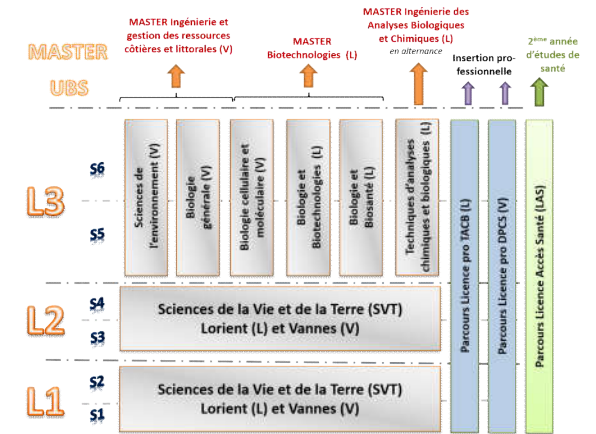 MASTER Ingénierie et
gestion des ressources
côtières et littorales (V)
MASTER
Biotechnologies (L)
MASTER Ingénierie des
Analyses Biologiques
et Chimiques (L)
en alternance
Insertion pro-
fessionnelle
2ème année
d'études de
santé
MASTER
UBS
L3
S6
S5
Sciences de
l'environnement (V)
Biologie
générale (V)
Biologie cellulaire et
moléculaire (V)
Biologie et
Biotechnologies (L)
Biologie et
Biosanté (L)
Techniques d'analyses
chimiques et biologiques (L)
Parcours Licence pro TACB (L)
Parcours Licence pro DPCS (V)
Parcours Licence Accès Santé (LAS)
L2
S4
S3
Sciences de la Vie et de la Terre (SVT)
Lorient (L) et Vannes (V)
L1
S2
S1
Sciences de la Vie et de la Terre (SVT)
Lorient (L) et Vannes (V)